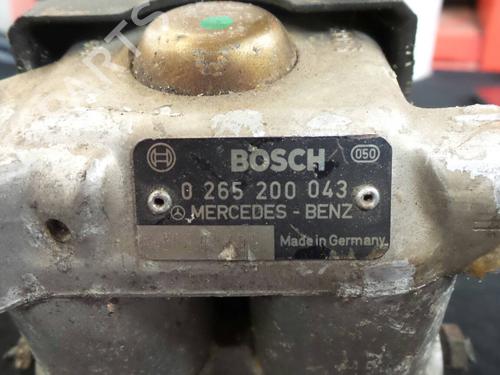 BOSCH
050
0 265 200 043
MERCEDES - BENZ
Made in Germany